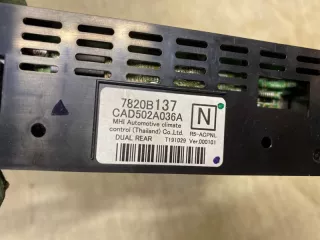 7820B137
CAD502A036A
MHI Automotive climate
control (Thailand) Co.,Ltd.
DUAL REAR
N
RB-ACPNL
T191029 Ver.000101